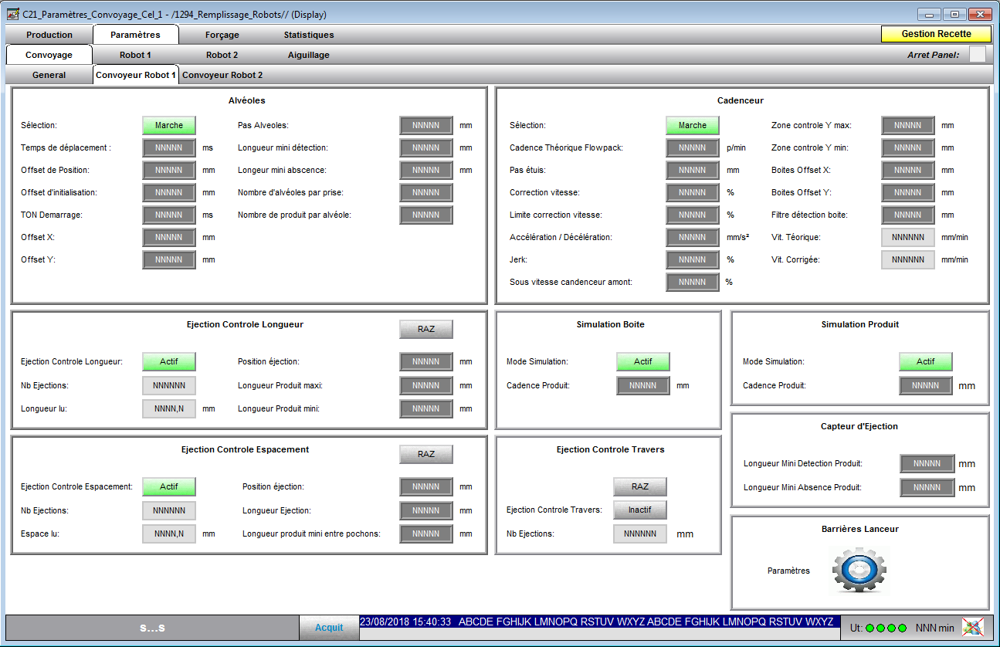 C21_Paramètres_Convoyage_Cel_1 - /1294_Remplissage_Robots// (Display)
Production Paramètres Forçage Statistiques Gestion Recette
Convoyage Robot 1 Robot 2 Aiguillage Arret Panel:
General Convoyeur Robot 1 Convoyeur Robot 2
Alvéoles
Sélection: Marche Pas Alveoles: NNNNN mm
Temps de déplacement : NNNNN ms Longueur mini détection: NNNNN mm
Offset de Position: NNNNN mm Longeur mini abscence: NNNNN mm
Offset d'initialisation: NNNNN mm Nombre d'alvéoles par prise: NNNNN
TON Demarrage: NNNNN ms Nombre de produit par alvéole: NNNNN
Offset X: NNNNN mm
Offset Y: NNNNN mm
Cadenceur
Sélection: Marche Zone controle Y max: NNNNN mm
Cadence Théorique Flowpack: NNNNN p/min Zone controle Y min: NNNNN mm
Pas étuis: NNNNN mm Boites Offset X: NNNNN mm
Correction vitesse: NNNNN % Boites Offset Y: NNNNN mm
Limite correction vitesse: NNNNN % Filtre détection boite: NNNNN mm
Accélération / Décélération: NNNNN mm/s² Vit. Téorique: NNNNNN mm/min
Jerk: NNNNN % Vit. Corrigée: NNNNNN mm/min
Sous vitesse candenceur amont: NNNNN %
Ejection Controle Longueur RAZ
Ejection Controle Longueur: Actif Position éjection: NNNNN mm
Nb Ejections: NNNNNN Longueur Produit maxi: NNNNN mm
Longueur lu: NNNN,N mm Longueur Produit mini: NNNNN mm
Simulation Boite
Mode Simulation: Actif
Cadence Produit: NNNNN mm
Simulation Produit
Mode Simulation: Actif
Cadence Produit: NNNNN mm
Ejection Controle Espacement RAZ
Ejection Controle Espacement: Actif Position éjection: NNNNN mm
Nb Ejections: NNNNNN Longueur Ejection: NNNNN mm
Espace lu: NNNN,N mm Longueur produit mini entre pochons: NNNNN mm
Ejection Controle Travers
RAZ
Ejection Controle Travers: Inactif
Nb Ejections: NNNNNN mm
Capteur d'Ejection
Longueur Mini Detection Produit: NNNNN mm
Longueur Mini Absence Produit: NNNNN mm
Barrières Lanceur
Paramètres
s...s Acquit 23/08/2018 15:40:33 ABCDE FGHIJK LMNOPQ RSTUV WXYZ ABCDE FGHIJK LMNOPQ RSTUV WXYZ Ut: NNN min